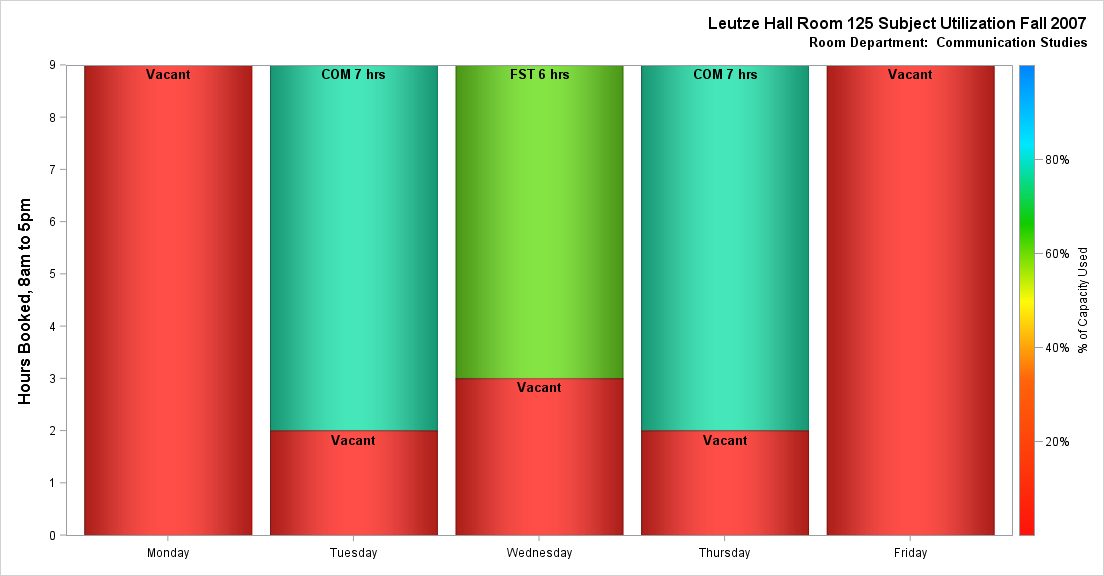 Leutze Hall Room 125 Subject Utilization Fall 2007
Room Department:  Communication Studies
Hours Booked, 8am to 5pm
9
8
7
6
5
4
3
2
1
0
Vacant
COM 7 hrs
FST 6 hrs
COM 7 hrs
Vacant
Vacant
Vacant
Vacant
Monday
Tuesday
Wednesday
Thursday
Friday
80%
60%
40%
20%
% of Capacity Used